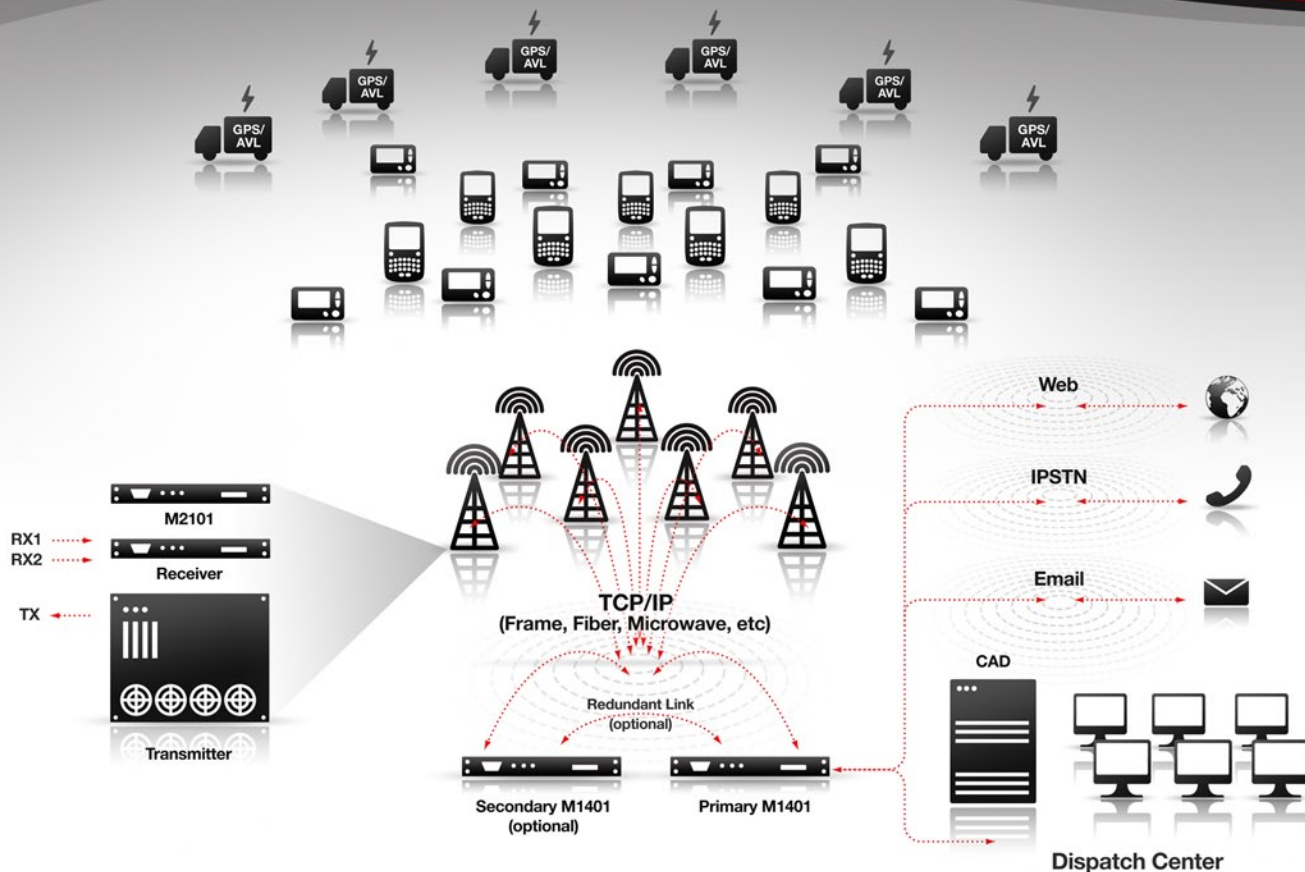 GPS/
AVL
GPS/
AVL
GPS/
AVL
GPS/
AVL
GPS/
AVL
GPS/
AVL
Web
IPSTN
Email
M2101
RX1
RX2
Receiver
TX
Transmitter
TCP/IP
(Frame, Fiber, Microwave, etc)
Redundant Link
(optional)
Secondary M1401
(optional)
Primary M1401
CAD
Dispatch Center